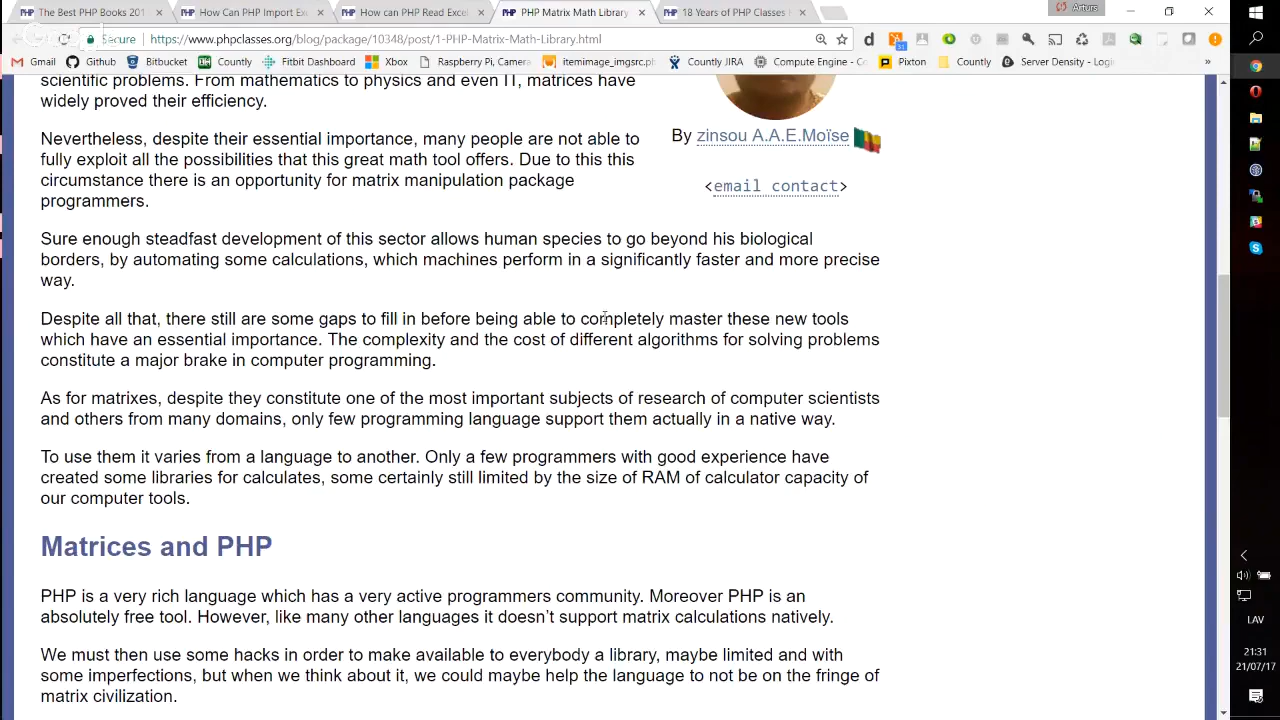 The Best PHP Books 201
How Can PHP Import Ex
How can PHP Read Exce
PHP Matrix Math Library
18 Years of PHP Classes
Arturs
https://www.phpclasses.org/blog/package/10348/post/1-PHP-Matrix-Math-Library.html
Gmail Github Bitbucket Countly Fitbit Dashboard Xbox Raspberry Pi, Camera itemimage_imgsrc.pl Countly JIRA Compute Engine - Co Pixton Countly Server Density - Login »
scientific problems. From mathematics to physics and even IT, matrices have
widely proved their efficiency.
By zinsou A.A.E.Moïse
<email contact>
Nevertheless, despite their essential importance, many people are not able to
fully exploit all the possibilities that this great math tool offers. Due to this this
circumstance there is an opportunity for matrix manipulation package
programmers.
Sure enough steadfast development of this sector allows human species to go beyond his biological
borders, by automating some calculations, which machines perform in a significantly faster and more precise
way.
Despite all that, there still are some gaps to fill in before being able to completely master these new tools
which have an essential importance. The complexity and the cost of different algorithms for solving problems
constitute a major brake in computer programming.
As for matrixes, despite they constitute one of the most important subjects of research of computer scientists
and others from many domains, only few programming language support them actually in a native way.
To use them it varies from a language to another. Only a few programmers with good experience have
created some libraries for calculates, some certainly still limited by the size of RAM of calculator capacity of
our computer tools.
Matrices and PHP
PHP is a very rich language which has a very active programmers community. Moreover PHP is an
absolutely free tool. However, like many other languages it doesn't support matrix calculations natively.
We must then use some hacks in order to make available to everybody a library, maybe limited and with
some imperfections, but when we think about it, we could maybe help the language to not be on the fringe of
matrix civilization.
LAV
21:31
21/07/17